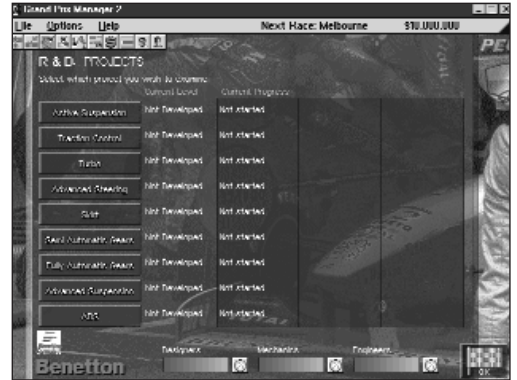 Grand Prix Manager 2
File Options Help Next Race: Melbourne $10.000.000
R & D. PROJECTS
Select which project you wish to examine
Current Level Current Progress
Active Suspension Not Developed Not started
Traction Control Not Developed Not started
Turbo Not Developed Not started
Advanced Steering Not Developed Not started
Skirt Not Developed Not started
Semi Automatic Gears Not Developed Not started
Fully Automatic Gears Not Developed Not started
Advanced Suspension Not Developed Not started
ABS Not Developed Not started
Designers Mechanics Engineers
Benetton
OK